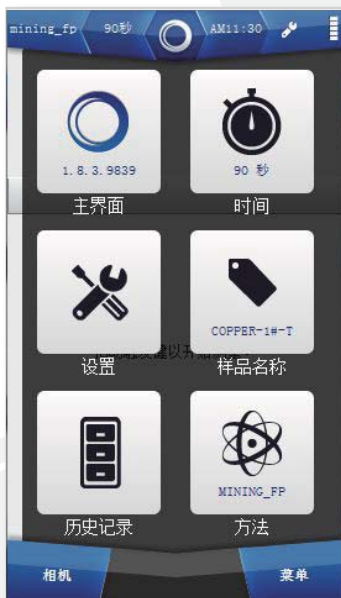 mining_fp 90秒 AM11:30
1.8.3.9839 90 秒
主界面 时间
COPPER-1#-T
设置 样品名称
MINING_FP
历史记录 方法
相机 菜单